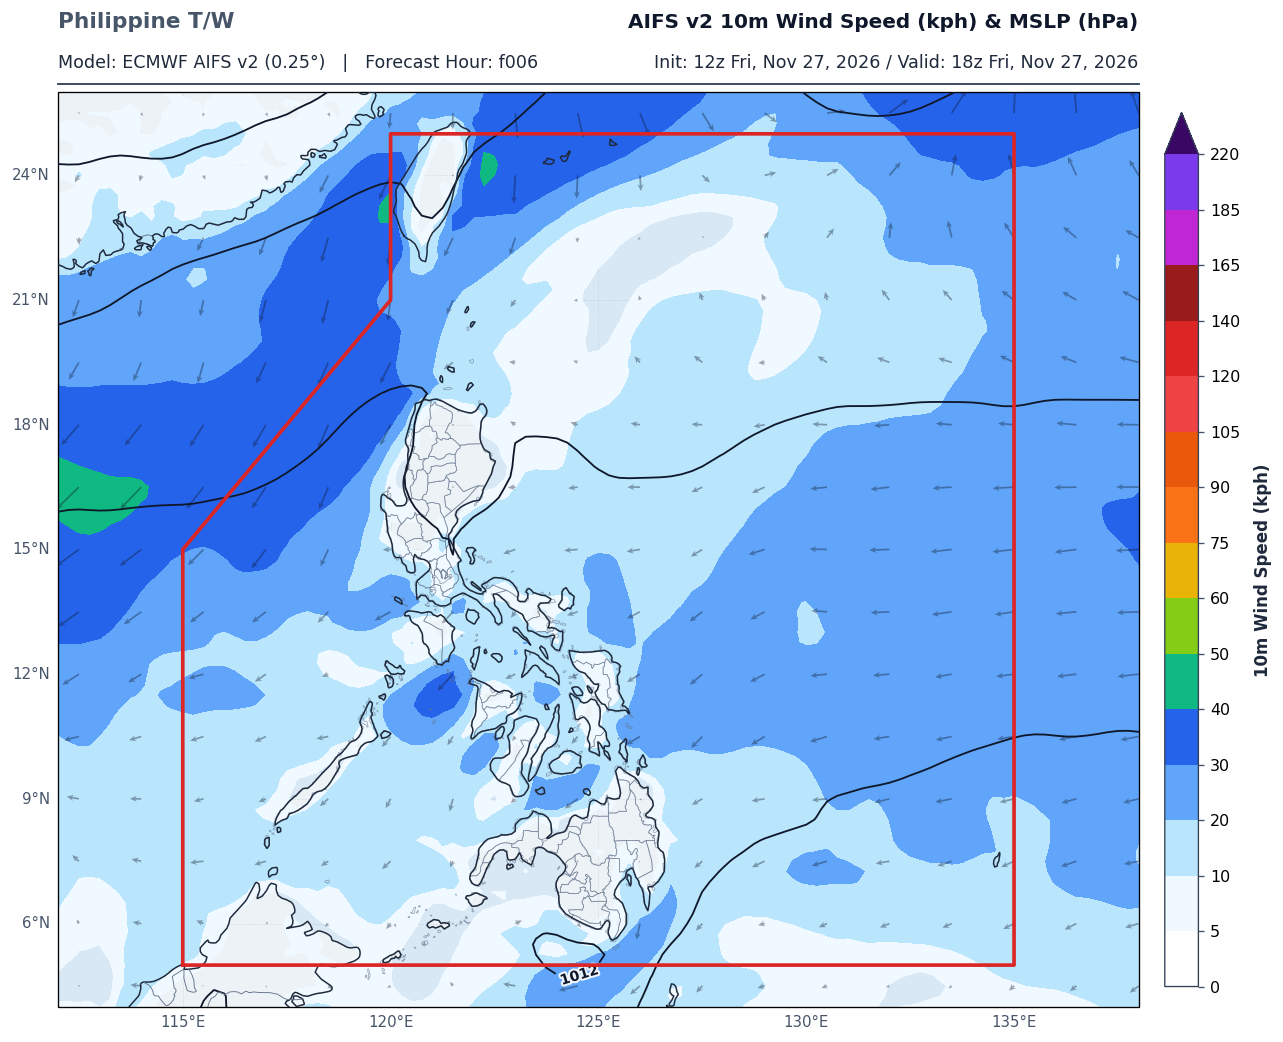 Philippine T/W
AIFS v2 10m Wind Speed (kph) & MSLP (hPa)
Model: ECMWF AIFS v2 (0.25°)   |   Forecast Hour: f006
Init: 12z Fri, Nov 27, 2026 / Valid: 18z Fri, Nov 27, 2026
24°N
21°N
18°N
15°N
12°N
9°N
6°N
1012
115°E
120°E
125°E
130°E
135°E
220
185
165
140
120
105
90
75
60
50
40
30
20
10
5
0
10m Wind Speed (kph)